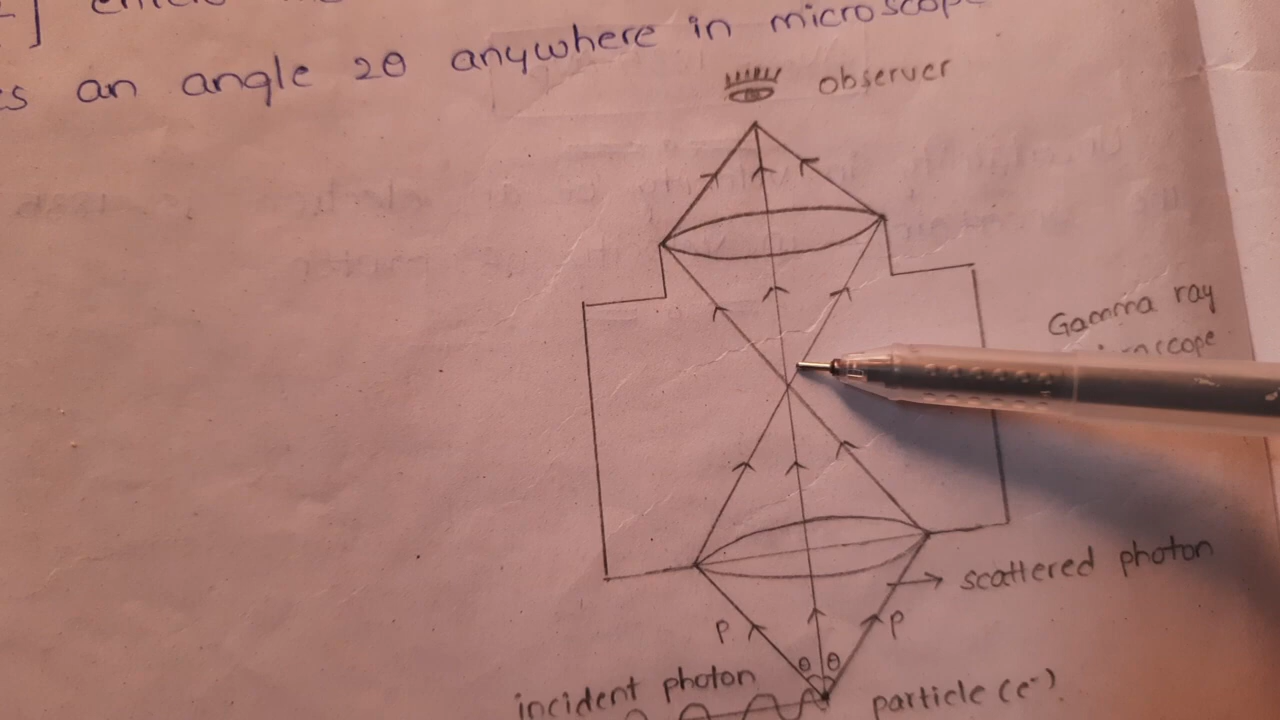 an angle 2θ anywhere in microscope
observer
Gamma ray
P
P
scattered photon
θ θ
incident photon
particle (e⁻).